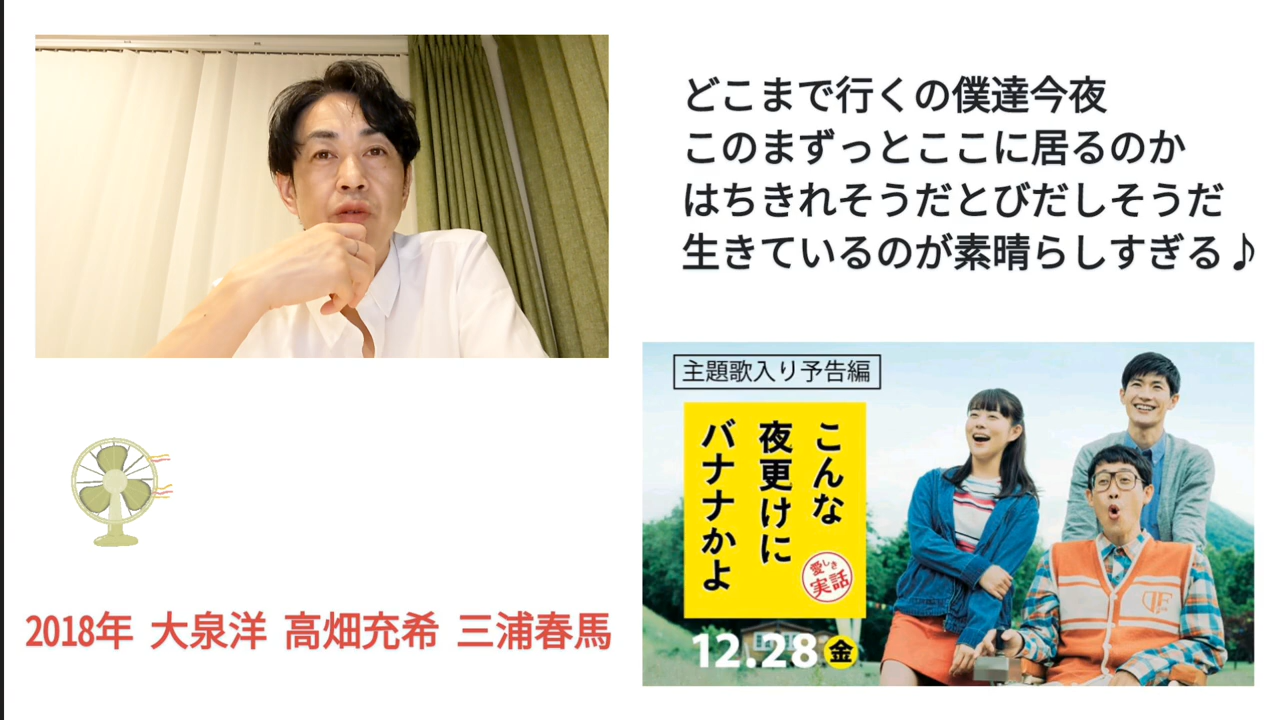 どこまで行くの僕達今夜
このまずっとここに居るのか
はちきれそうだとびだしそうだ
生きているのが素晴らしすぎる♪
主題歌入り予告編
こんな
夜更けに
バナナかよ
愛しき
実話
12.28 金
2018年 大泉洋 高畑充希 三浦春馬